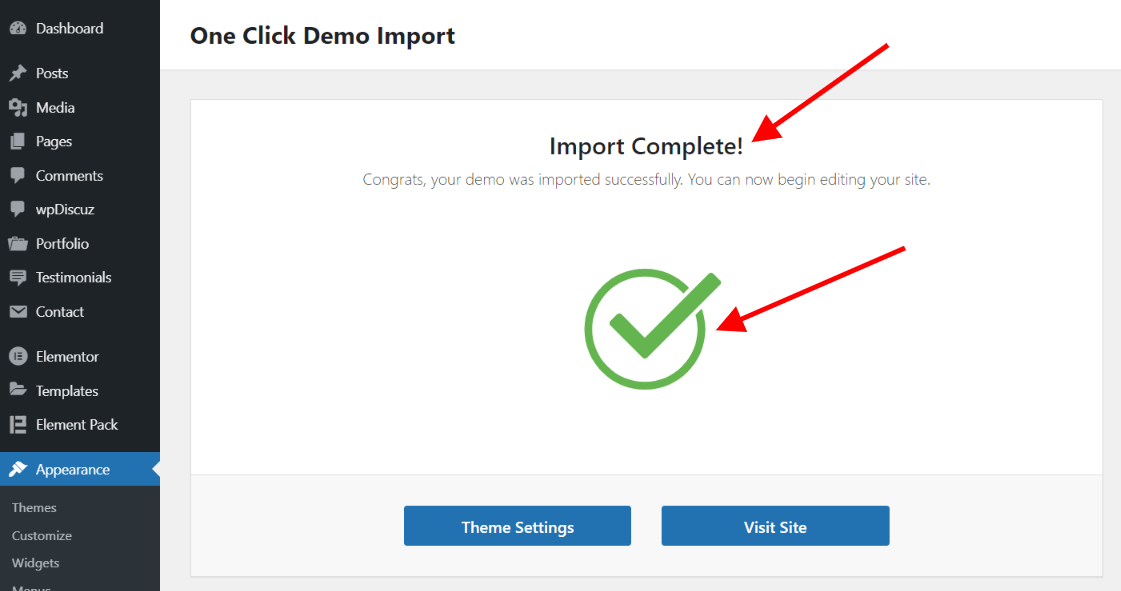 Dashboard
One Click Demo Import
Posts
Media
Pages
Comments
wpDiscuz
Portfolio
Testimonials
Contact
Elementor
Templates
Element Pack
Appearance
Themes
Customize
Widgets
Menus
Import Complete!
Congrats, your demo was imported successfully. You can now begin editing your site.
Theme Settings
Visit Site